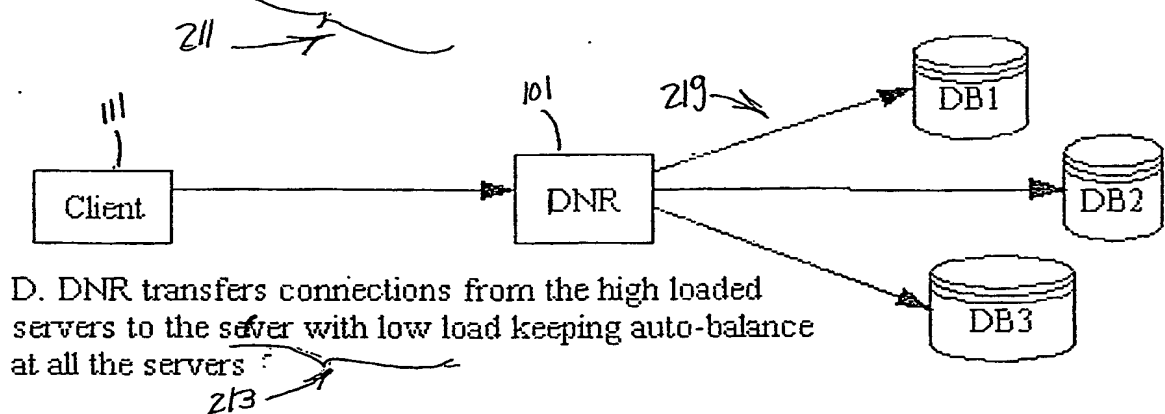 211
111
101
219
DB1
Client
DNR
DB2
DB3
D. DNR transfers connections from the high loaded
servers to the server with low load keeping auto-balance
at all the servers
213